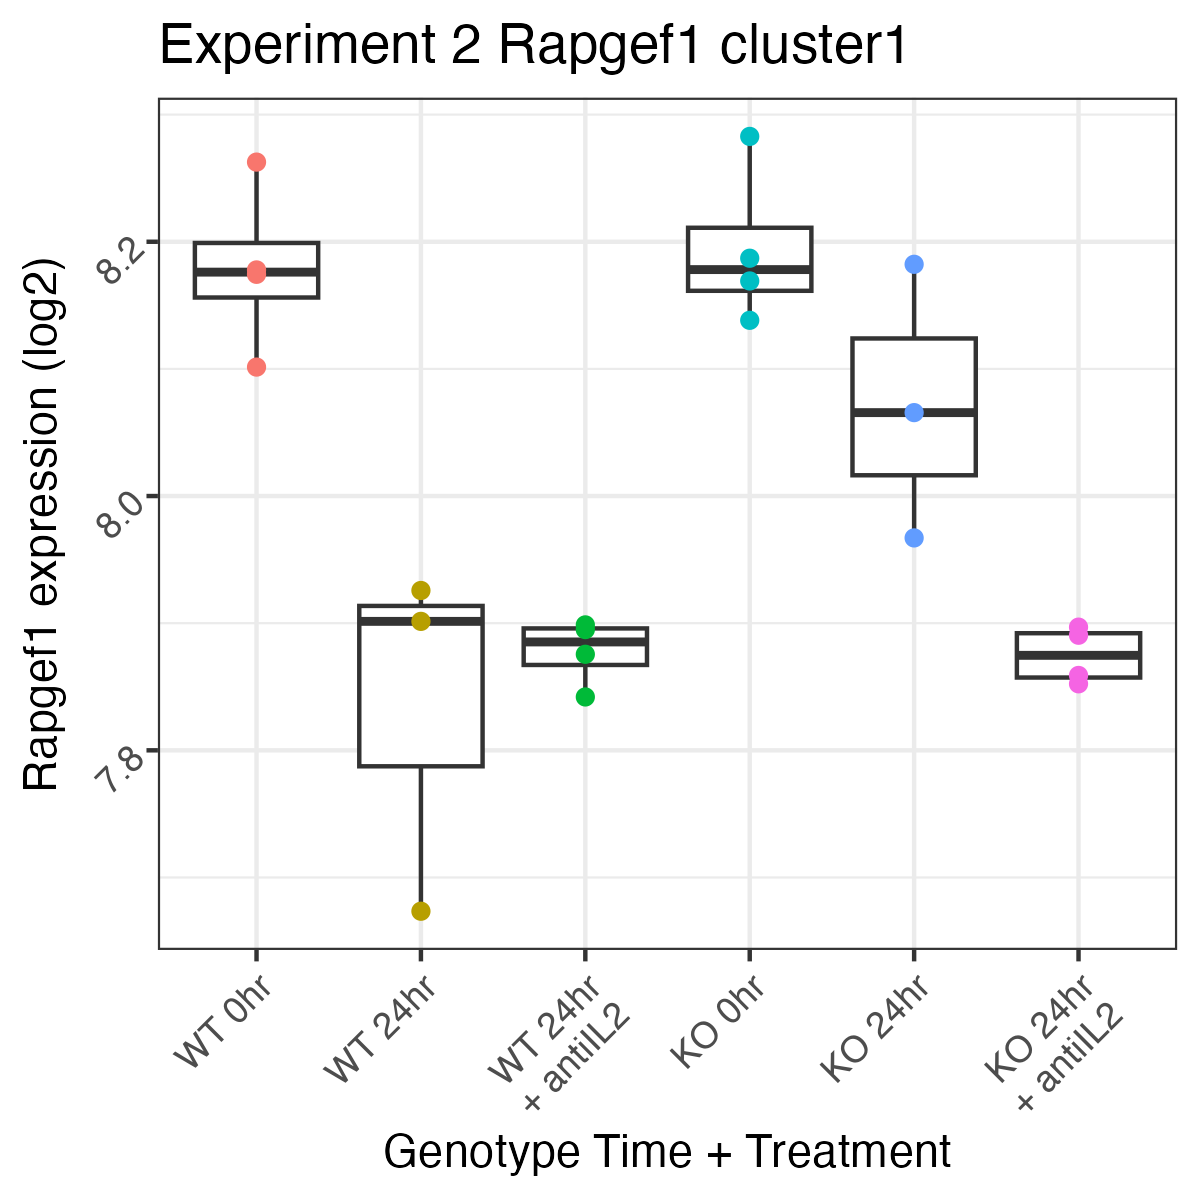 Experiment 2 Rapgef1 cluster1
Rapgef1 expression (log2)
8.2
8.0
7.8
WT 0hr
WT 24hr
WT 24hr
+ antiIL2
KO 0hr
KO 24hr
KO 24hr
+ antiIL2
Genotype Time + Treatment